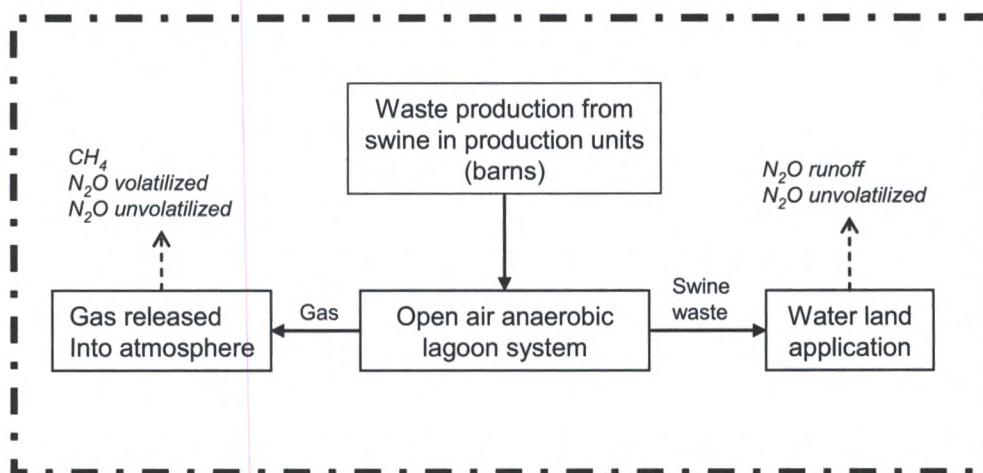 Waste production from
swine in production units
(barns)
CH₄
N₂O volatilized
N₂O unvolatilized
N₂O runoff
N₂O unvolatilized
Gas released
Into atmosphere
Gas
Open air anaerobic
lagoon system
Swine
waste
Water land
application